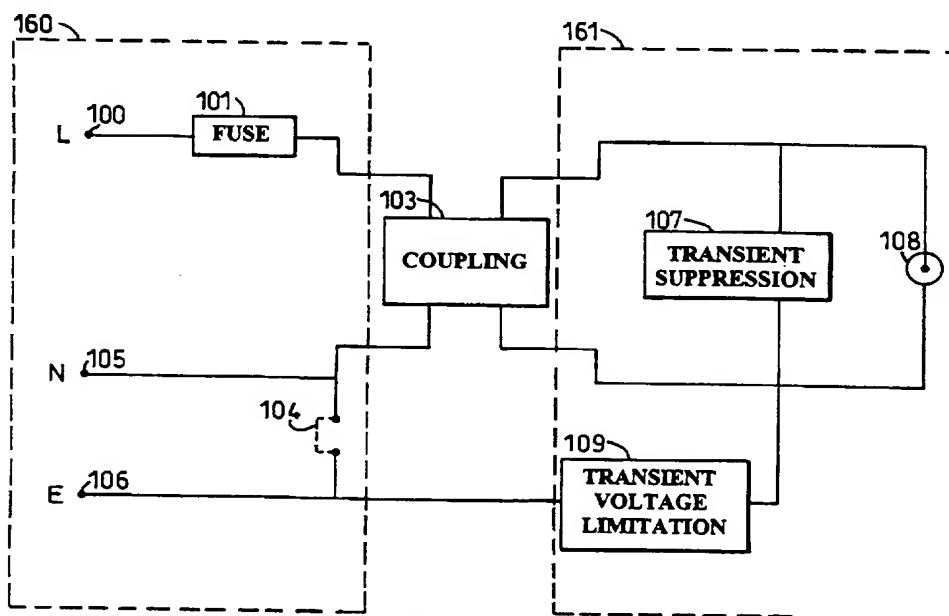 160
161
L
100
101
FUSE
103
COUPLING
107
TRANSIENT
SUPPRESSION
108
N
105
104
E
106
109
TRANSIENT
VOLTAGE
LIMITATION